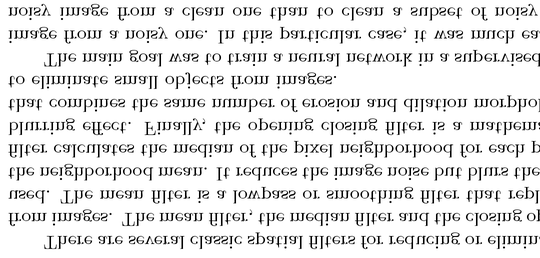 There are several classic spatial filters for reducing or elimin
from images. The mean filter, the median filter and the closing op
used. The mean filter is a lowpass or smoothing filter that repl
the neighborhood mean. It reduces the image noise but blurs the
filter calculates the median of the pixel neighborhood for each p
blurring effect. Finally, the opening closing filter is a mathema
that combines the same number of erosion and dilation morphol
to eliminate small objects from images.
The main goal was to train a neural network in a supervised
image from a noisy one. In this particular case, it was much ea
noisy image from a clean one than to clean a subset of noisy